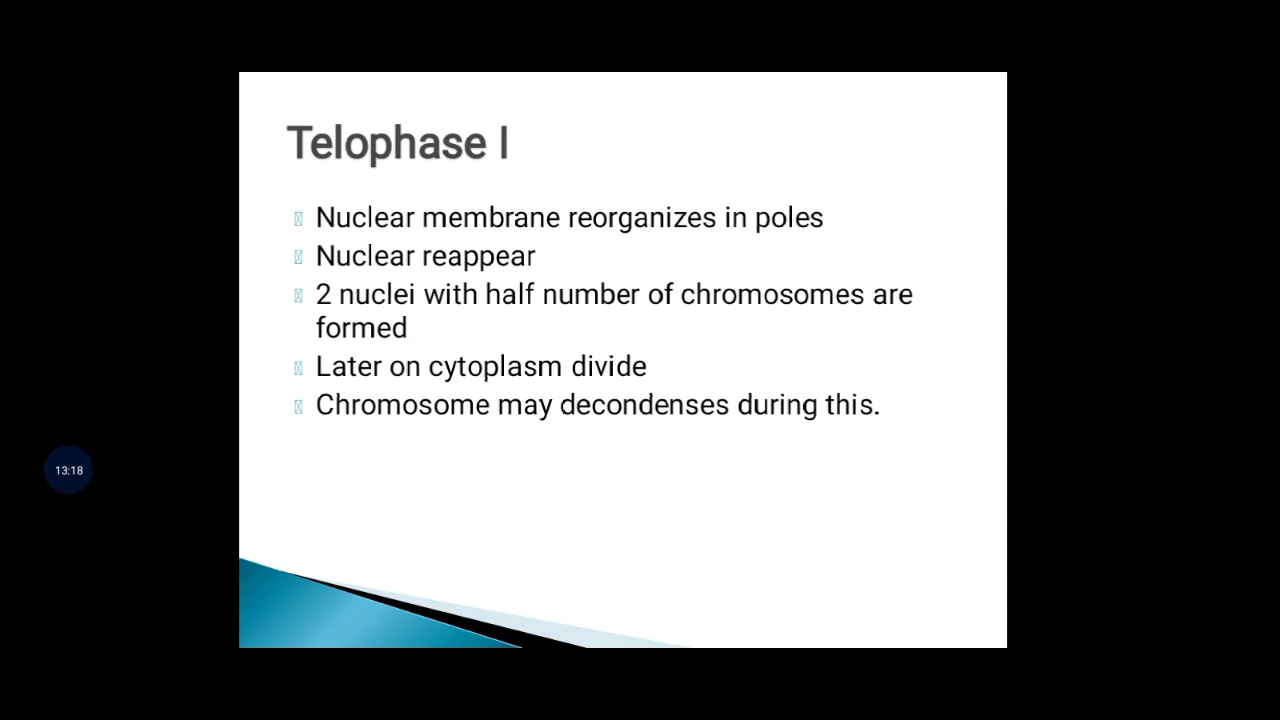 Telophase I
Nuclear membrane reorganizes in poles
Nuclear reappear
2 nuclei with half number of chromosomes are
formed
Later on cytoplasm divide
Chromosome may decondenses during this.
13:18